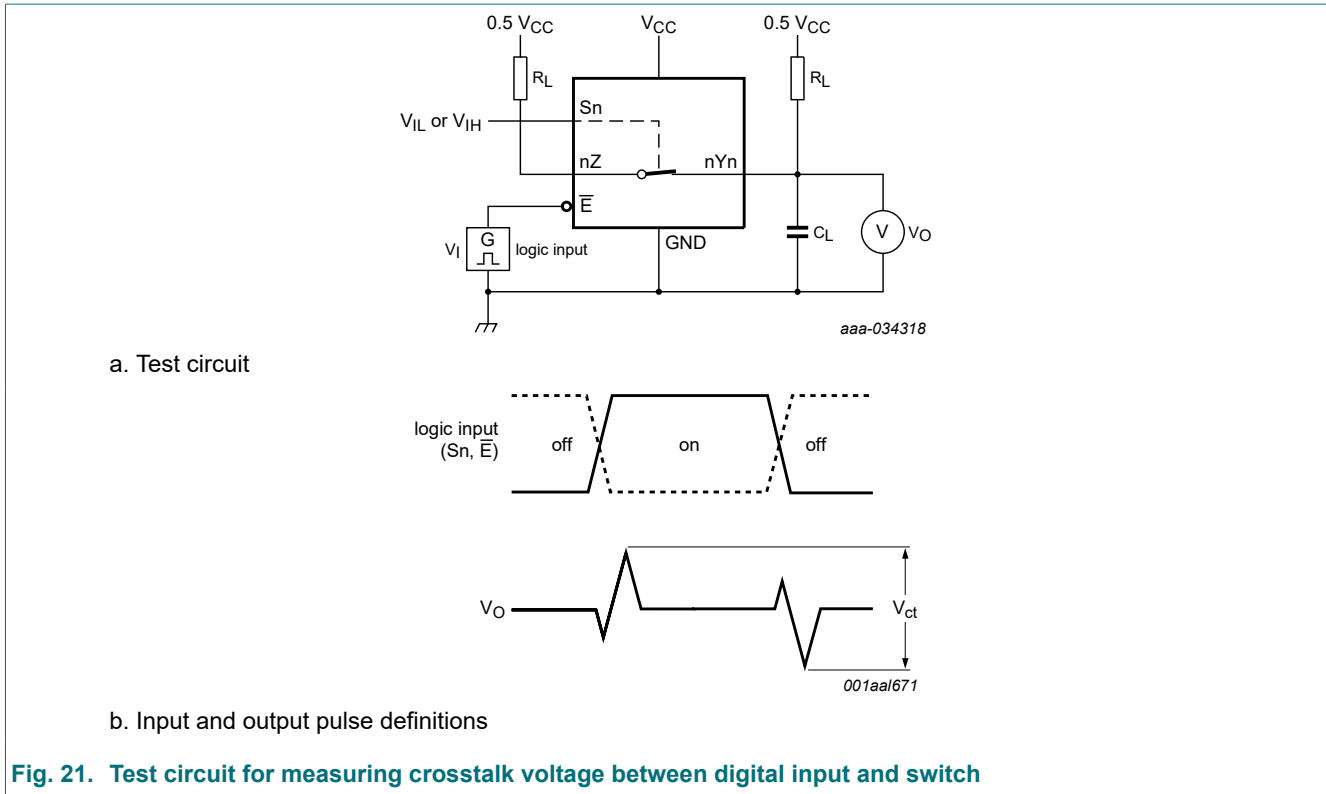 0.5 VCC
VCC
0.5 VCC
RL
RL
Sn
VIL or VIH
nZ
nYn
E̅
VI
G
logic input
GND
CL
V
VO
aaa-034318
a. Test circuit
logic input
(Sn, E̅)
off
on
off
VO
Vct
001aal671
b. Input and output pulse definitions
Fig. 21. Test circuit for measuring crosstalk voltage between digital input and switch